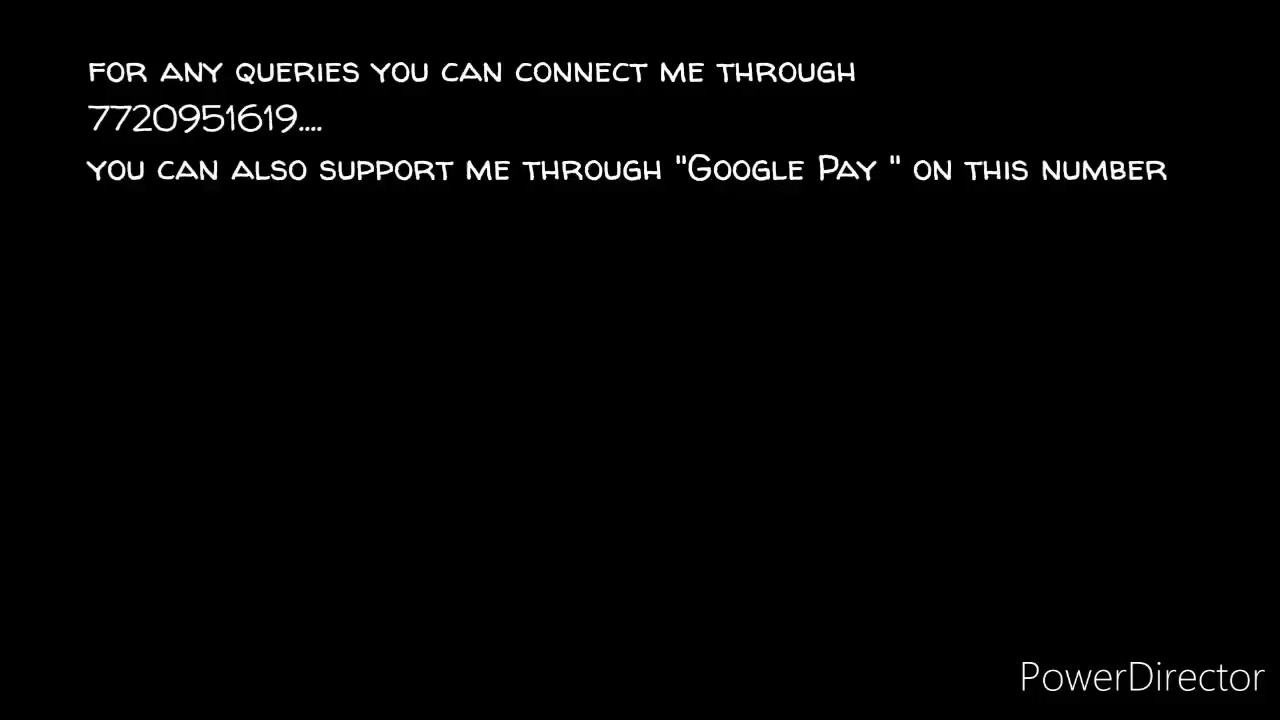 FOR ANY QUERIES YOU CAN CONNECT ME THROUGH
7720951619....
YOU CAN ALSO SUPPORT ME THROUGH "GOOGLE PAY " ON THIS NUMBER
PowerDirector